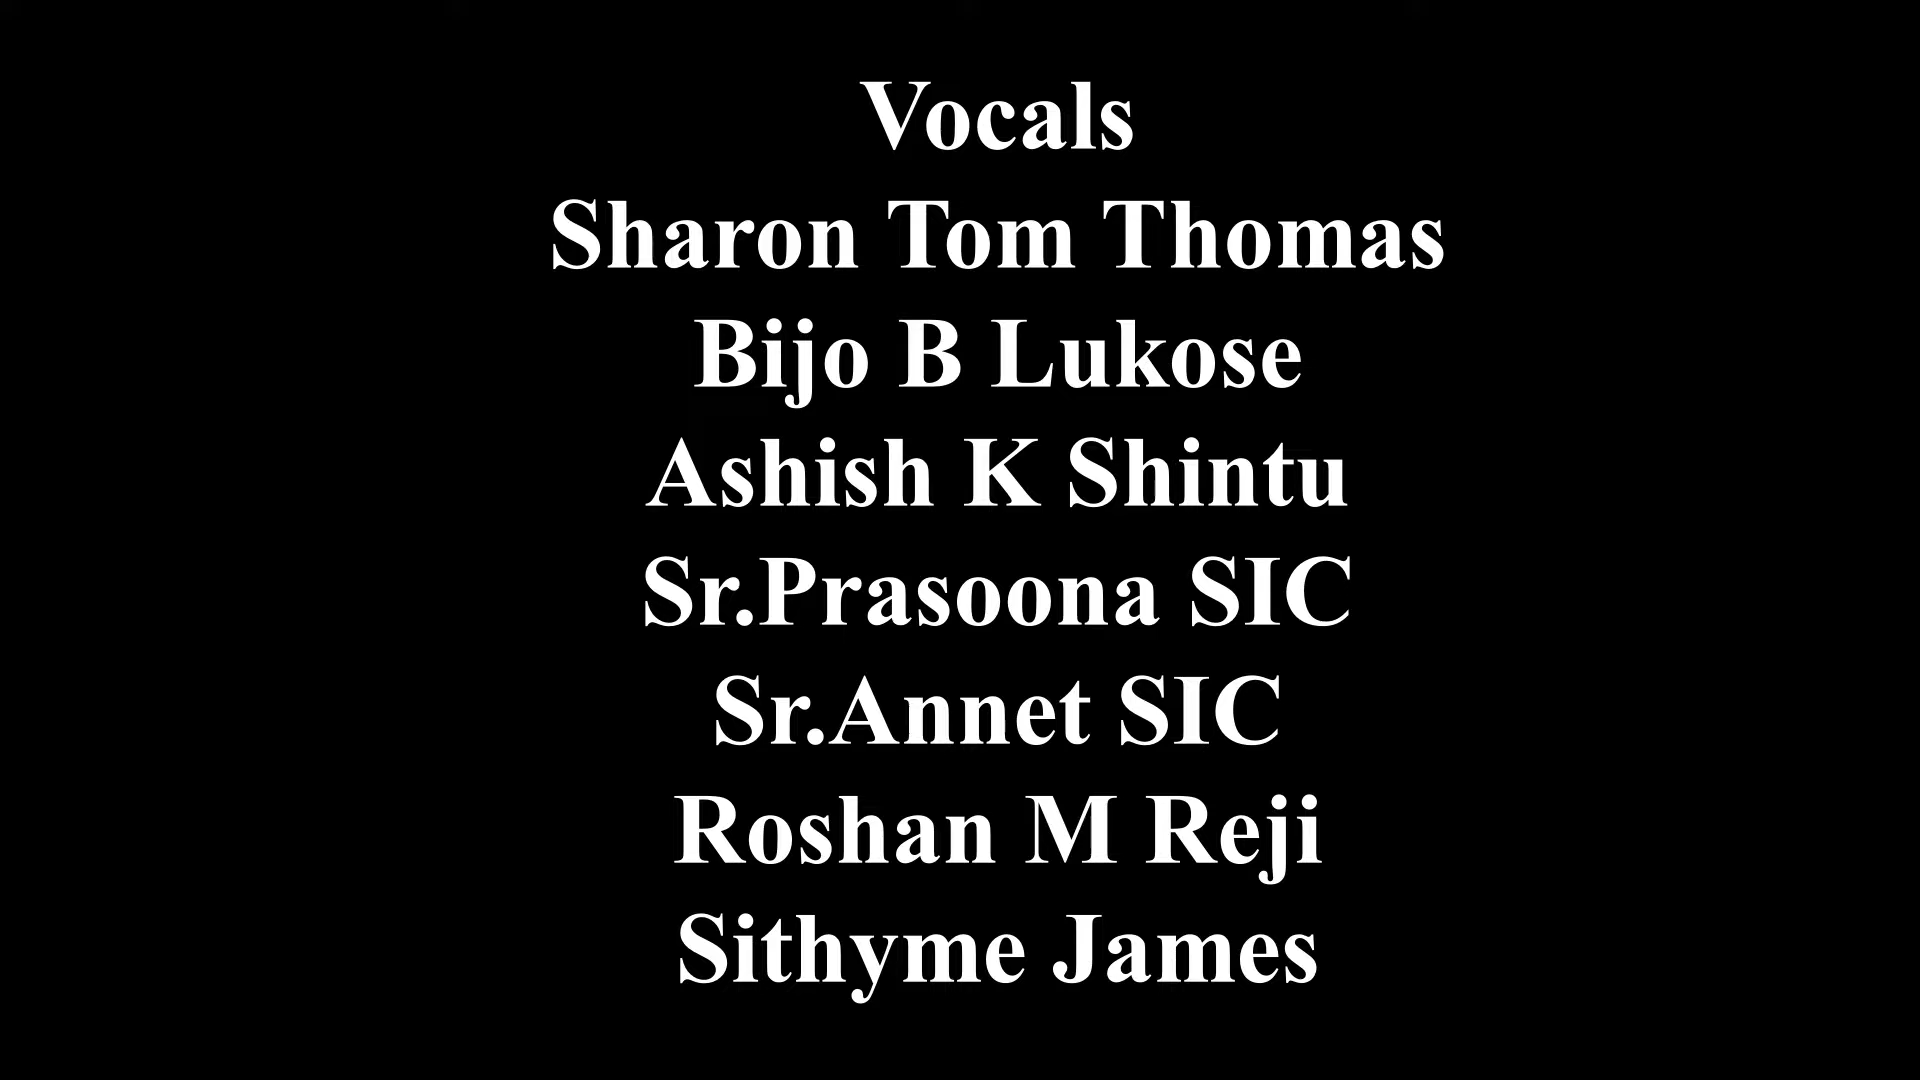 Vocals
Sharon Tom Thomas
Bijo B Lukose
Ashish K Shintu
Sr.Prasoona SIC
Sr.Annet SIC
Roshan M Reji
Sithyme James